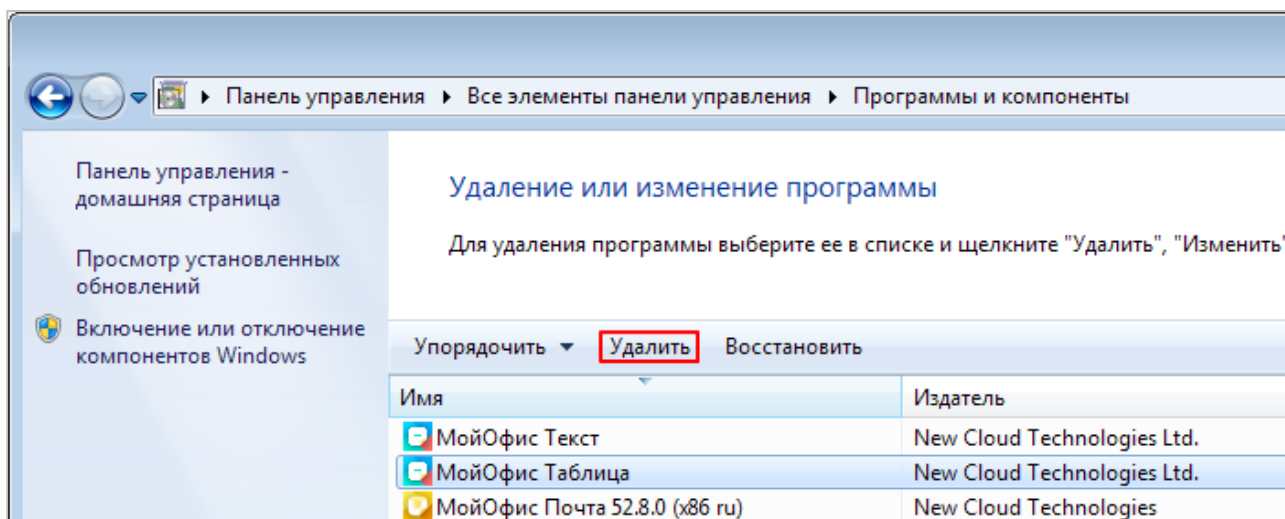 Панель управления ▸ Все элементы панели управления ▸ Программы и компоненты
Панель управления -
домашняя страница
Просмотр установленных
обновлений
Включение или отключение
компонентов Windows
Удаление или изменение программы
Для удаления программы выберите ее в списке и щелкните "Удалить", "Изменить"
Упорядочить Удалить Восстановить
Имя Издатель
МойОфис Текст New Cloud Technologies Ltd.
МойОфис Таблица New Cloud Technologies Ltd.
МойОфис Почта 52.8.0 (x86 ru) New Cloud Technologies